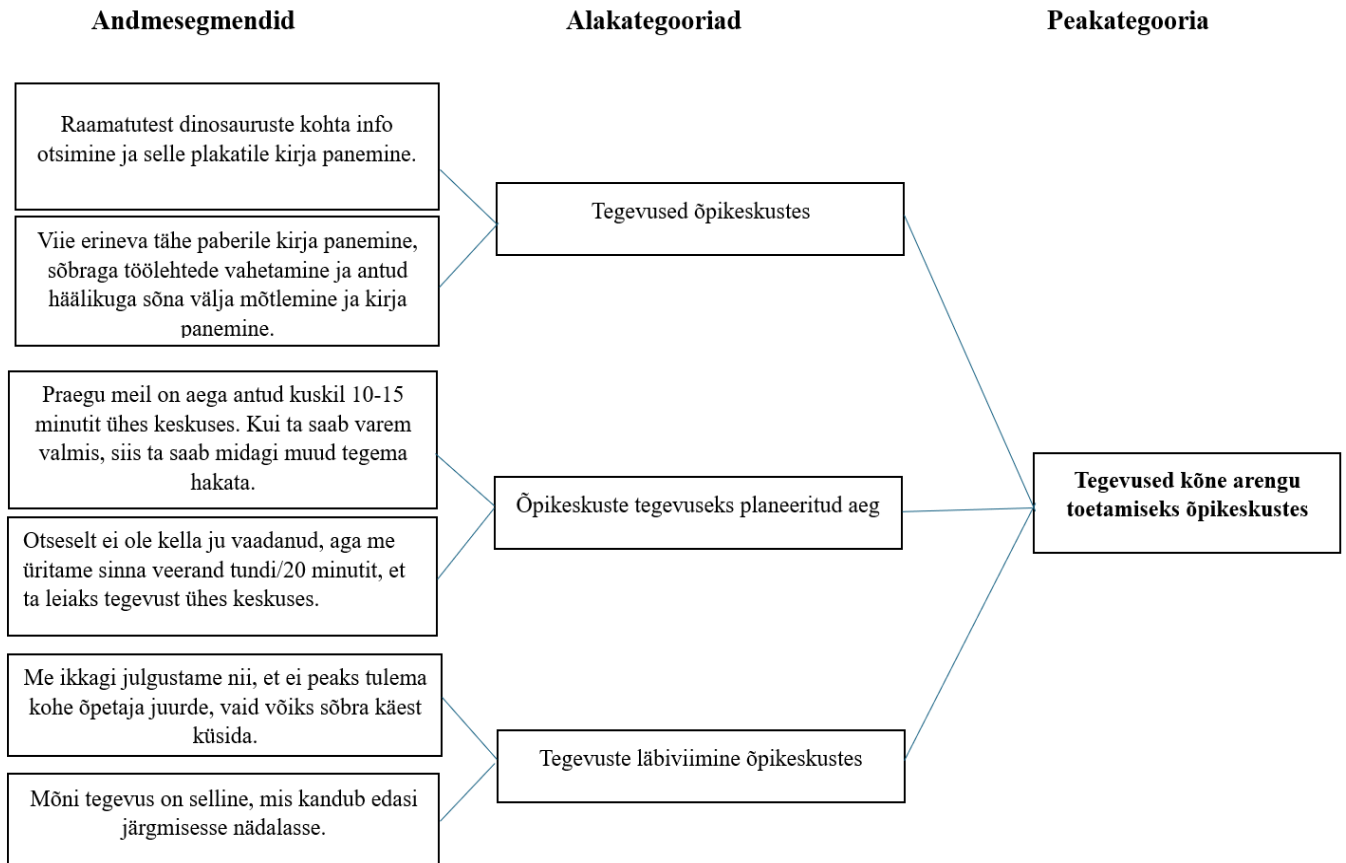 Andmesegmendid
Alakategooriad
Peakategooria
Raamatutest dinosauruste kohta info
otsimine ja selle plakatile kirja panemine.
Viie erineva tähe paberile kirja panemine,
sõbraga töölehtede vahetamine ja antud
häälikuga sõna välja mõtlemine ja kirja
panemine.
Tegevused õpikeskustes
Praegu meil on aega antud kuskil 10-15
minutit ühes keskuses. Kui ta saab varem
valmis, siis ta saab midagi muud tegema
hakata.
Otseselt ei ole kella ju vaadanud, aga me
üritame sinna veerand tundi/20 minutit, et
ta leiaks tegevust ühes keskuses.
Õpikeskuste tegevuseks planeeritud aeg
Me ikkagi julgustame nii, et ei peaks tulema
kohe õpetaja juurde, vaid võiks sõbra käest
küsida.
Mõni tegevus on selline, mis kandub edasi
järgmisesse nädalasse.
Tegevuste läbiviimine õpikeskustes
Tegevused kõne arengu
toetamiseks õpikeskustes